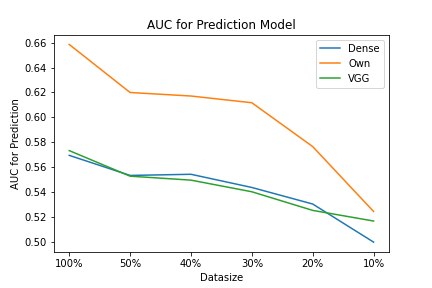 AUC for Prediction Model
Dense
Own
VGG
AUC for Prediction
0.66
0.64
0.62
0.60
0.58
0.56
0.54
0.52
0.50
100% 50% 40% 30% 20% 10%
Datasize